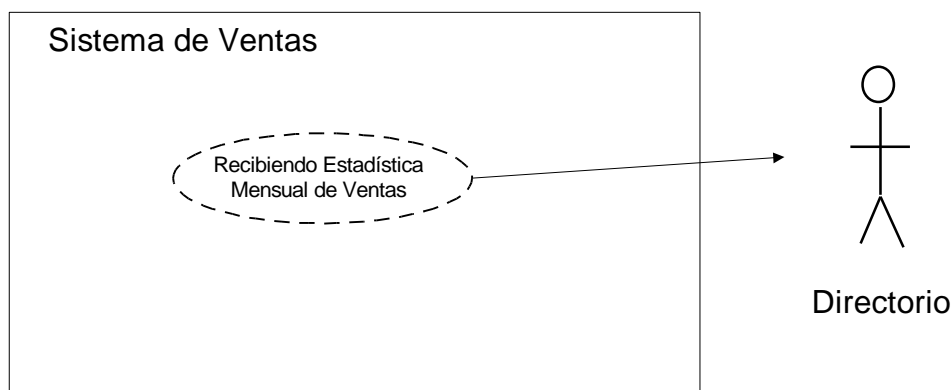 Sistema de Ventas
Recibiendo Estadística
Mensual de Ventas
Directorio